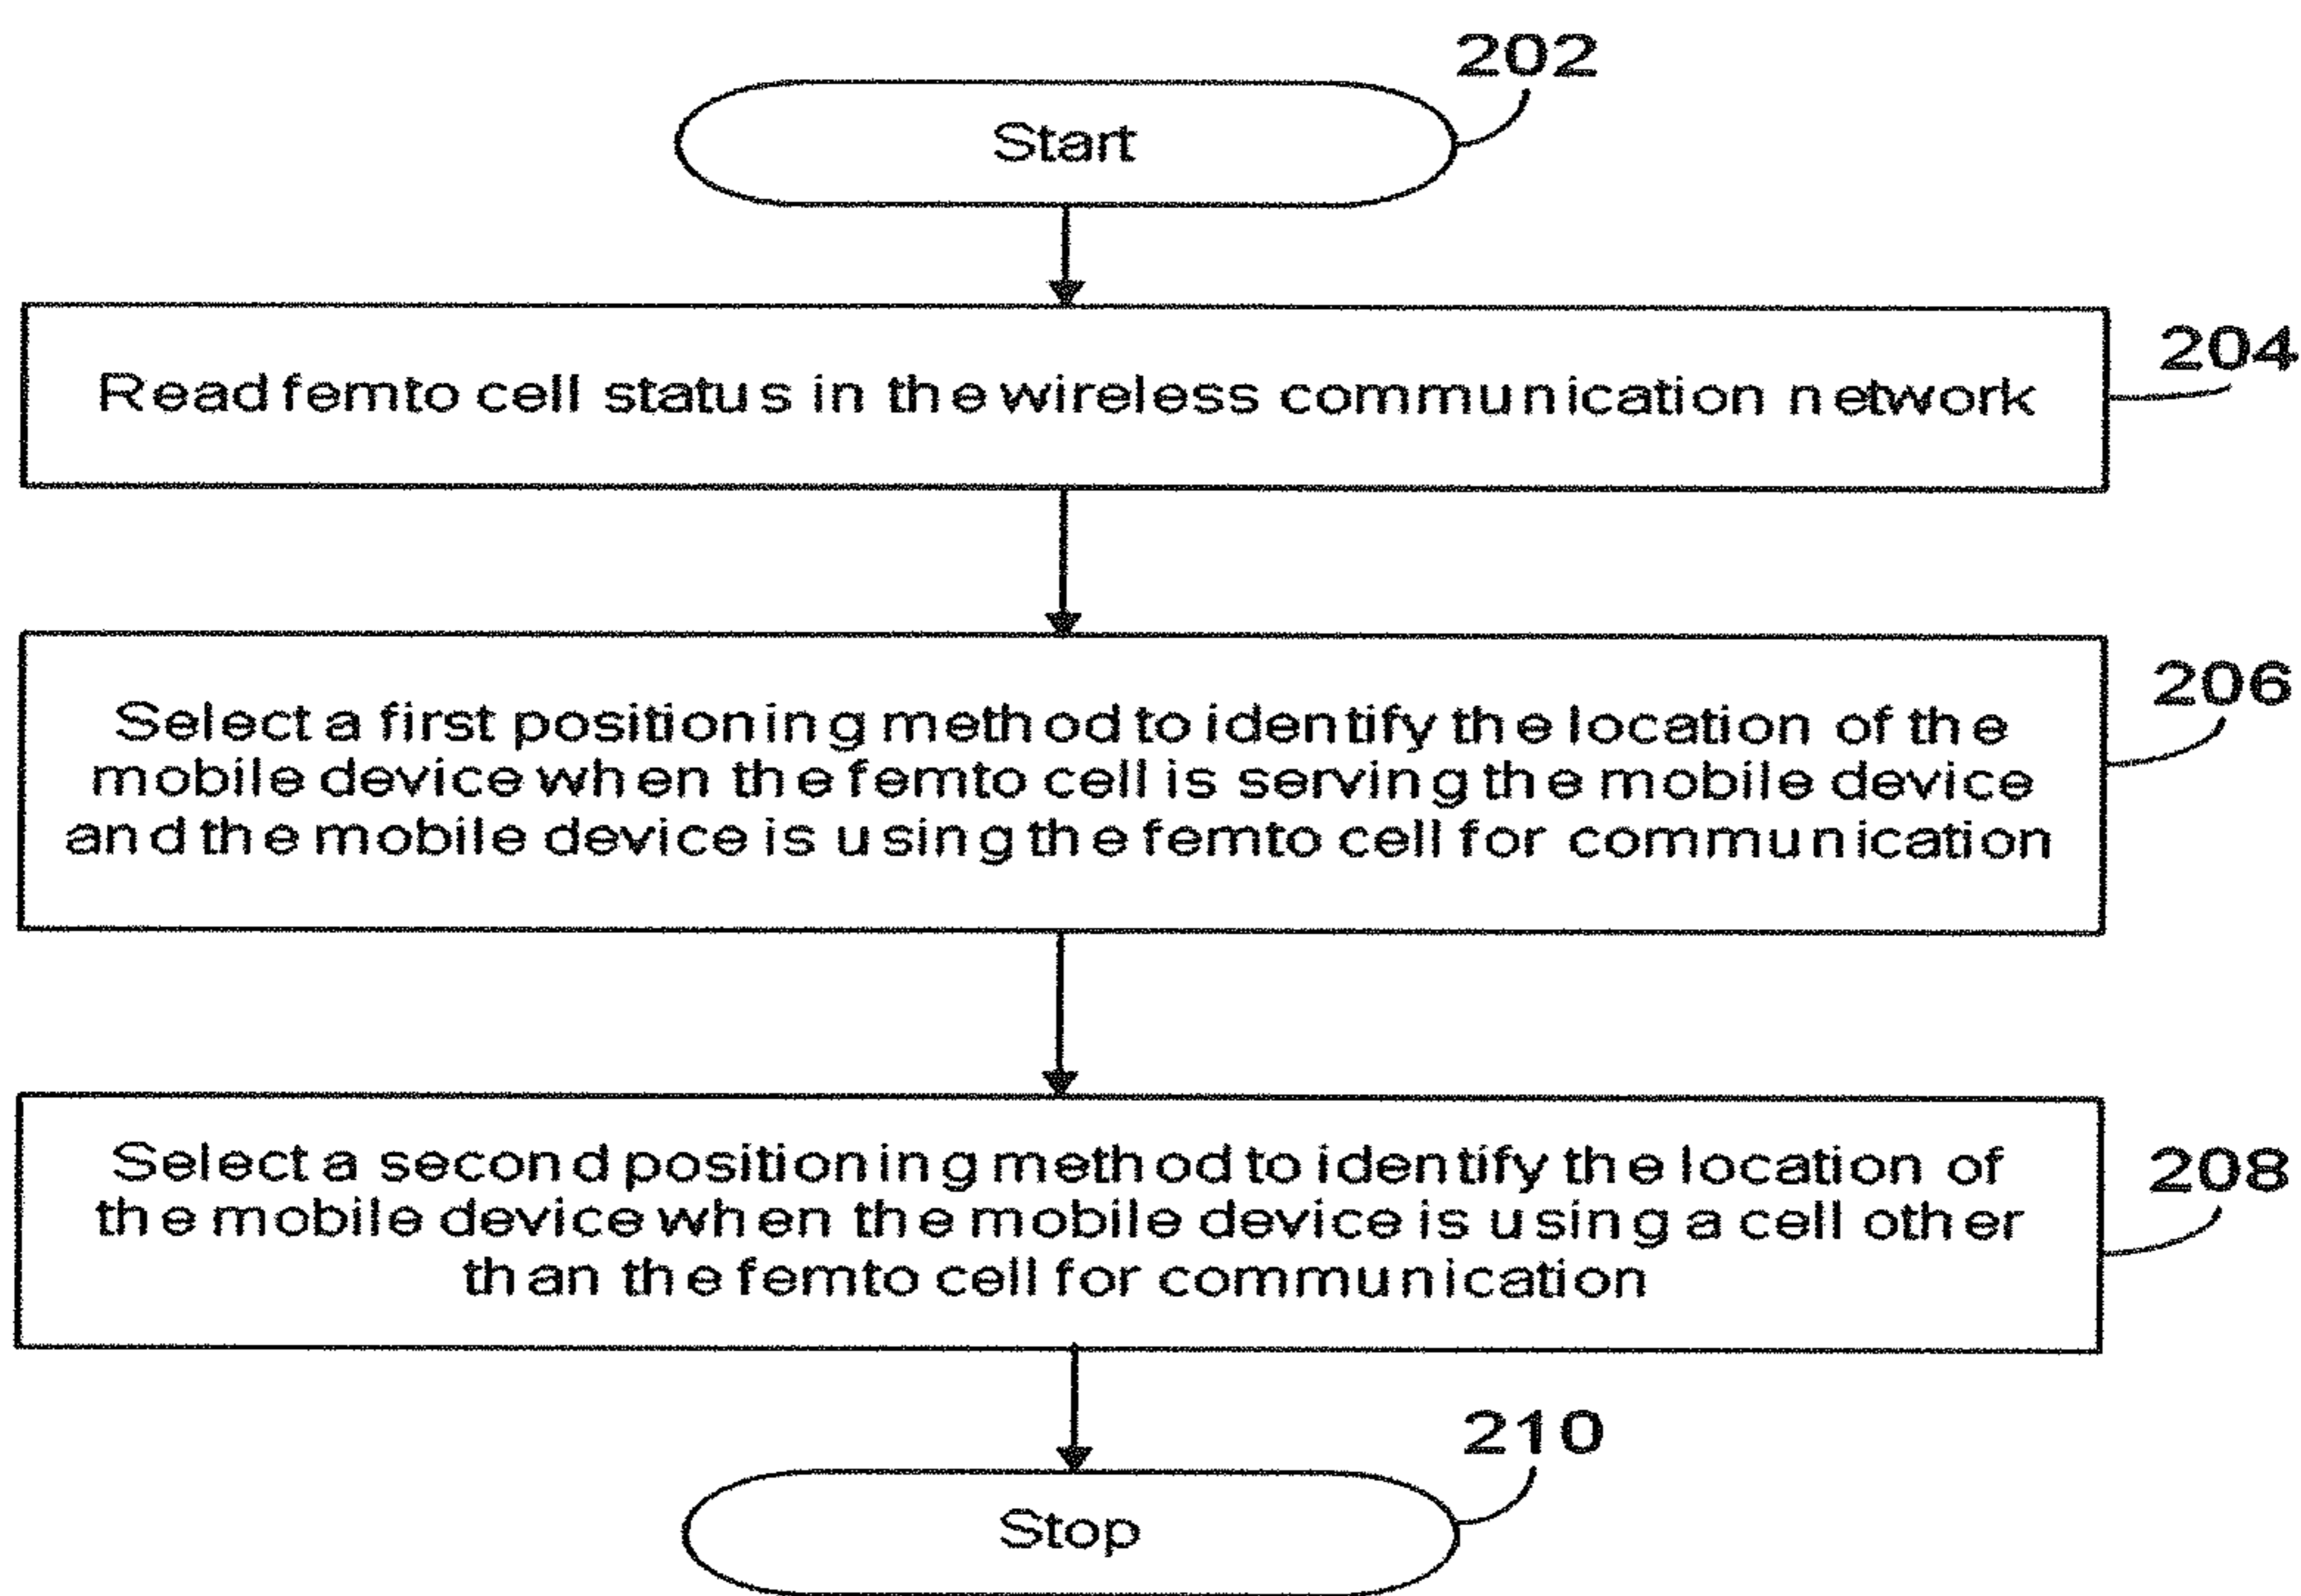 202
Start
204
Read femto cell status in the wireless communication network
206
Select a first positioning method to identify the location of the
mobile device when the femto cell is serving the mobile device
and the mobile device is using the femto cell for communication
208
Select a second positioning method to identify the location of
the mobile device when the mobile device is using a cell other
than the femto cell for communication
210
Stop